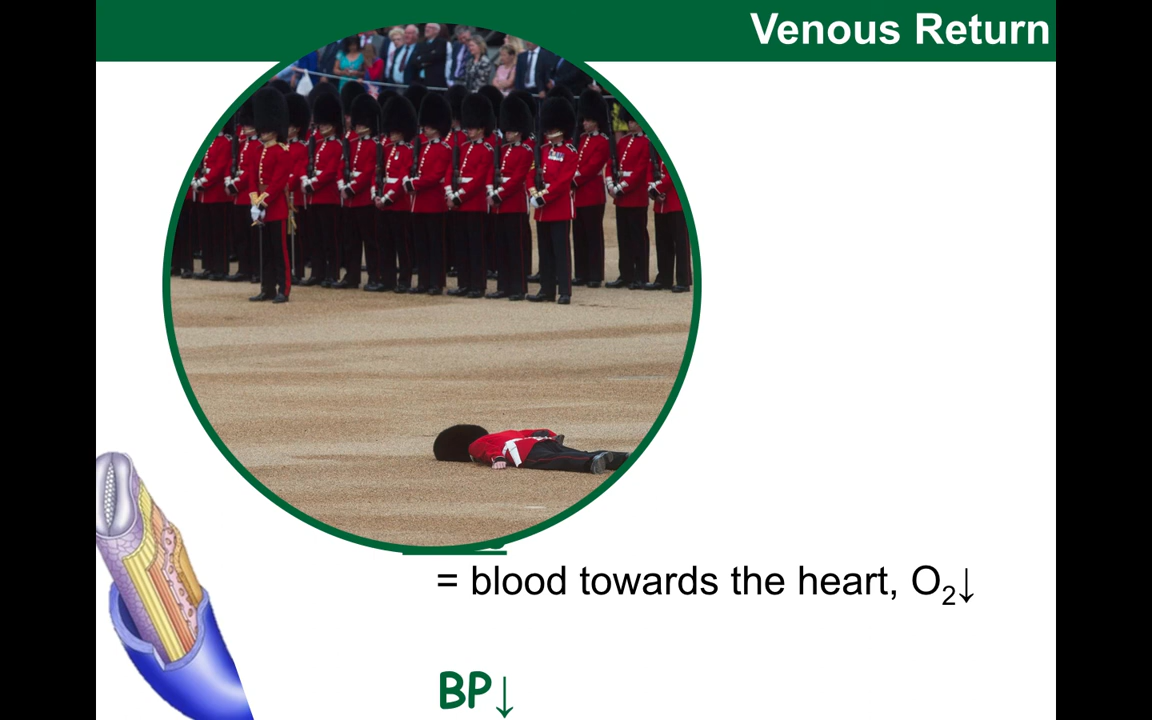 Venous Return
= blood towards the heart, O₂↓
BP↓